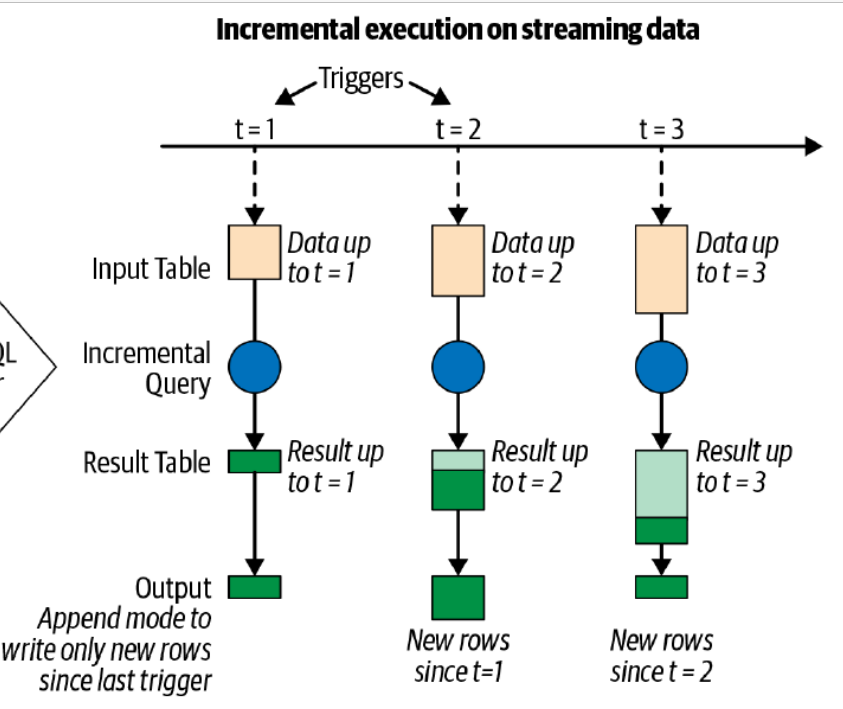 Incremental execution on streaming data
Triggers
t = 1
t = 2
t = 3
Input Table
Data up
to t = 1
Data up
to t = 2
Data up
to t = 3
QL
Incremental
Query
Result Table
Result up
to t = 1
Result up
to t = 2
Result up
to t = 3
Output
Append mode to
write only new rows
since last trigger
New rows
since t=1
New rows
since t = 2